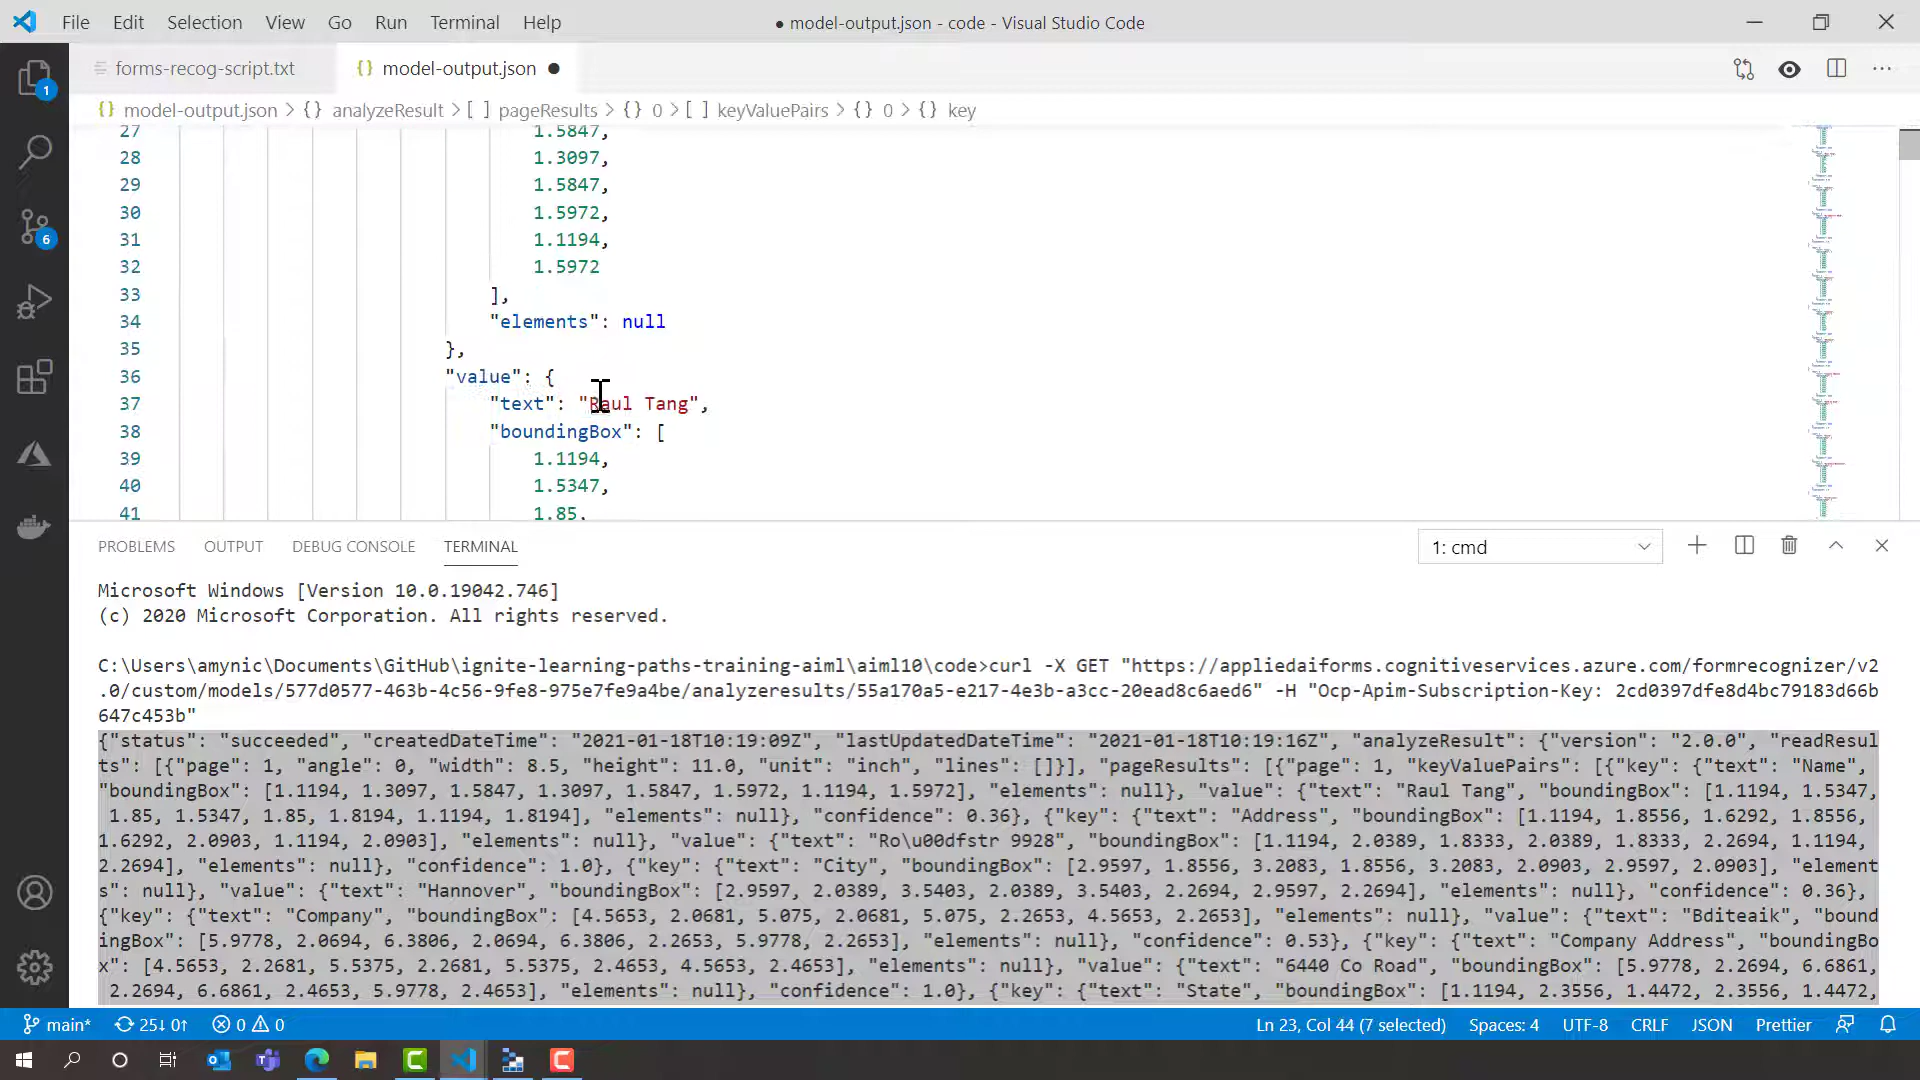 File Edit Selection View Go Run Terminal Help
● model-output.json - code - Visual Studio Code
forms-recog-script.txt
{} model-output.json ●
{} model-output.json > {} analyzeResult > [ ] pageResults > {} 0 > [ ] keyValuePairs > {} 0 > {} key
27 1.5847,
28 1.3097,
29 1.5847,
30 1.5972,
31 1.1194,
32 1.5972
33 ],
34 "elements": null
35 },
36 "value": {
37 "text": "Raul Tang",
38 "boundingBox": [
39 1.1194,
40 1.5347,
41 1.85,
1
6
PROBLEMS OUTPUT DEBUG CONSOLE TERMINAL
1: cmd
Microsoft Windows [Version 10.0.19042.746]
(c) 2020 Microsoft Corporation. All rights reserved.
C:\Users\amynic\Documents\GitHub\ignite-learning-paths-training-aiml\aiml10\code>curl -X GET "https://appliedaiforms.cognitiveservices.azure.com/formrecognizer/v2
.0/custom/models/577d0577-463b-4c56-9fe8-975e7fe9a4be/analyzeresults/55a170a5-e217-4e3b-a3cc-20ead8c6aed6" -H "Ocp-Apim-Subscription-Key: 2cd0397dfe8d4bc79183d66b
647c453b"
{"status": "succeeded", "createdDateTime": "2021-01-18T10:19:09Z", "lastUpdatedDateTime": "2021-01-18T10:19:16Z", "analyzeResult": {"version": "2.0.0", "readResul
ts": [{"page": 1, "angle": 0, "width": 8.5, "height": 11.0, "unit": "inch", "lines": []}], "pageResults": [{"page": 1, "keyValuePairs": [{"key": {"text": "Name",
"boundingBox": [1.1194, 1.3097, 1.5847, 1.3097, 1.5847, 1.5972, 1.1194, 1.5972], "elements": null}, "value": {"text": "Raul Tang", "boundingBox": [1.1194, 1.5347,
1.85, 1.5347, 1.85, 1.8194, 1.1194, 1.8194], "elements": null}, "confidence": 0.36}, {"key": {"text": "Address", "boundingBox": [1.1194, 1.8556, 1.6292, 1.8556,
1.6292, 2.0903, 1.1194, 2.0903], "elements": null}, "value": {"text": "Ro\u00dfstr 9928", "boundingBox": [1.1194, 2.0389, 1.8333, 2.0389, 1.8333, 2.2694, 1.1194,
2.2694], "elements": null}, "confidence": 1.0}, {"key": {"text": "City", "boundingBox": [2.9597, 1.8556, 3.2083, 1.8556, 3.2083, 2.0903, 2.9597, 2.0903], "element
s": null}, "value": {"text": "Hannover", "boundingBox": [2.9597, 2.0389, 3.5403, 2.0389, 3.5403, 2.2694, 2.9597, 2.2694], "elements": null}, "confidence": 0.36},
{"key": {"text": "Company", "boundingBox": [4.5653, 2.0681, 5.075, 2.0681, 5.075, 2.2653, 4.5653, 2.2653], "elements": null}, "value": {"text": "Bditeaik", "bound
ingBox": [5.9778, 2.0694, 6.3806, 2.0694, 6.3806, 2.2653, 5.9778, 2.2653], "elements": null}, "confidence": 0.53}, {"key": {"text": "Company Address", "boundingBo
x": [4.5653, 2.2681, 5.5375, 2.2681, 5.5375, 2.4653, 4.5653, 2.4653], "elements": null}, "value": {"text": "6440 Co Road", "boundingBox": [5.9778, 2.2694, 6.6861,
2.2694, 6.6861, 2.4653, 5.9778, 2.4653], "elements": null}, "confidence": 1.0}, {"key": {"text": "State", "boundingBox": [1.1194, 2.3556, 1.4472, 2.3556, 1.4472,
main* 25↓ 0↑ 0 0 Ln 23, Col 44 (7 selected) Spaces: 4 UTF-8 CRLF JSON Prettier